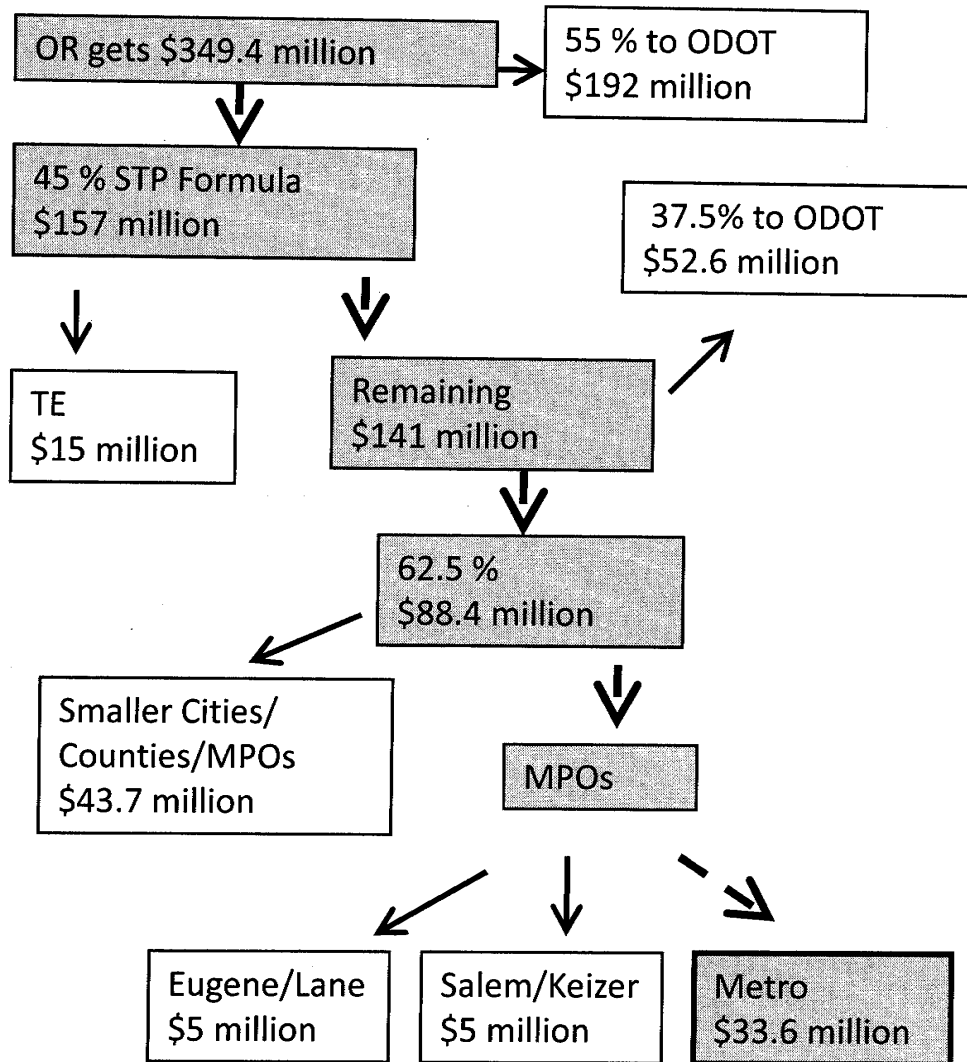 OR gets $349.4 million
55 % to ODOT
$192 million
45 % STP Formula
$157 million
37.5% to ODOT
$52.6 million
TE
$15 million
Remaining
$141 million
62.5 %
$88.4 million
Smaller Cities/
Counties/MPOs
$43.7 million
MPOs
Eugene/Lane
$5 million
Salem/Keizer
$5 million
Metro
$33.6 million